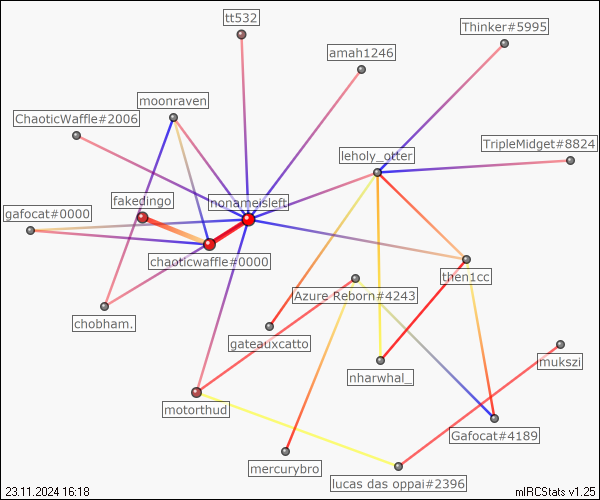 tt532
Thinker#5995
amah1246
moonraven
ChaoticWaffle#2006
TripleMidget#8824
leholy_otter
fakedingo
nonameisleft
gafocat#0000
chaoticwaffle#0000
then1cc
Azure Reborn#4243
chobham.
gateauxcatto
mukszi
nharwhal_
motorthud
Gafocat#4189
mercurybro
lucas das oppai#2396
23.11.2024 16:18
mIRCStats v1.25